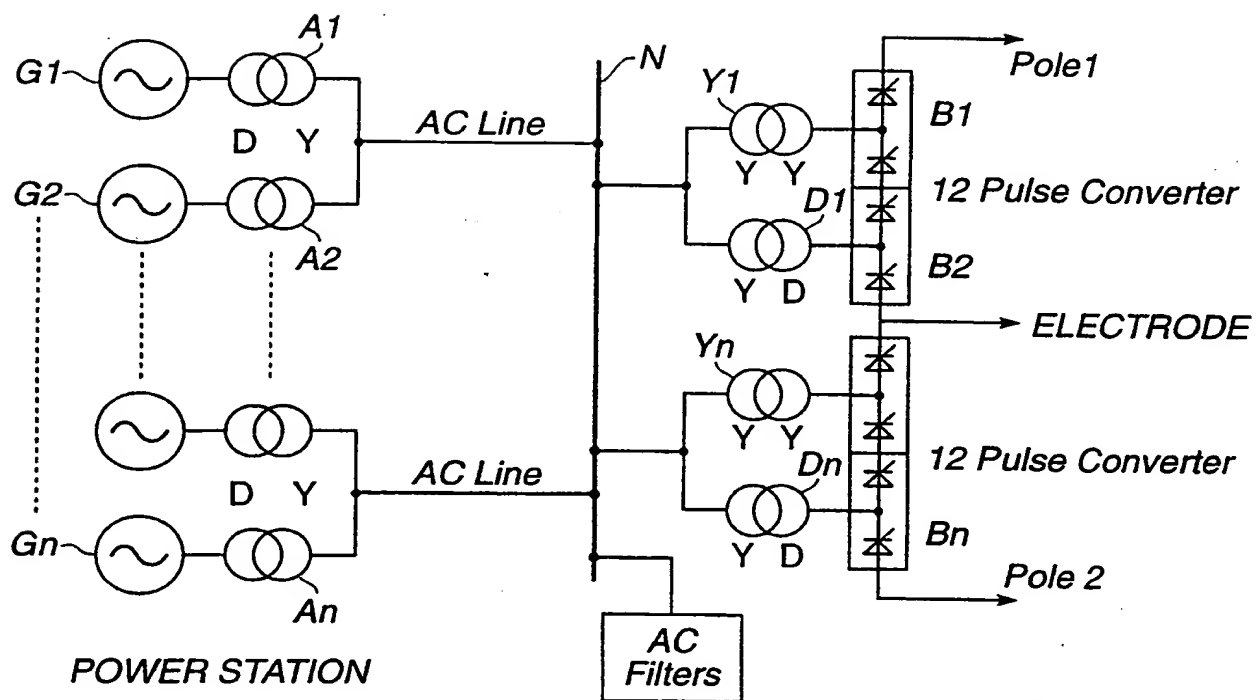 G1
A1
D Y
AC Line
G2
A2
D Y
AC Line
Gn
An
POWER STATION
N
AC
Filters
Y1
Y Y
D1
Y D
Pole1
B1
12 Pulse Converter
B2
ELECTRODE
Yn
Y Y
Dn
Y D
12 Pulse Converter
Bn
Pole 2